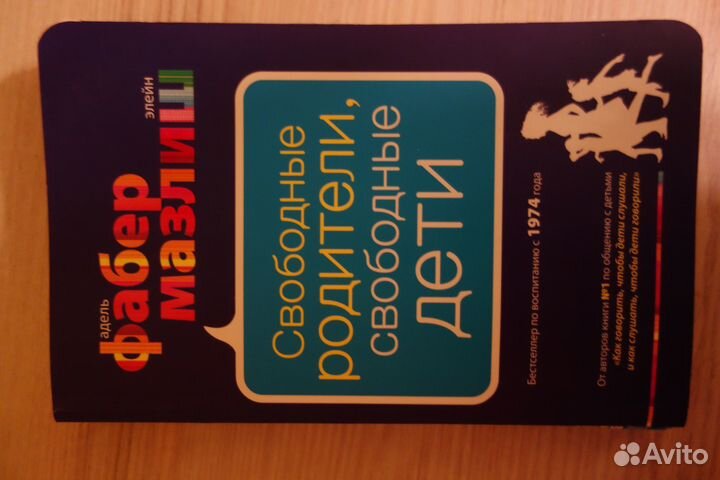 адель
Фабер
мазлиш
элейн
Свободные
родители,
свободные
дети
Бестселлер по воспитанию с 1974 года
От авторов книги №1 по общению с детьми
«Как говорить, чтобы дети слушали,
и как слушать, чтобы дети говорили»
Avito